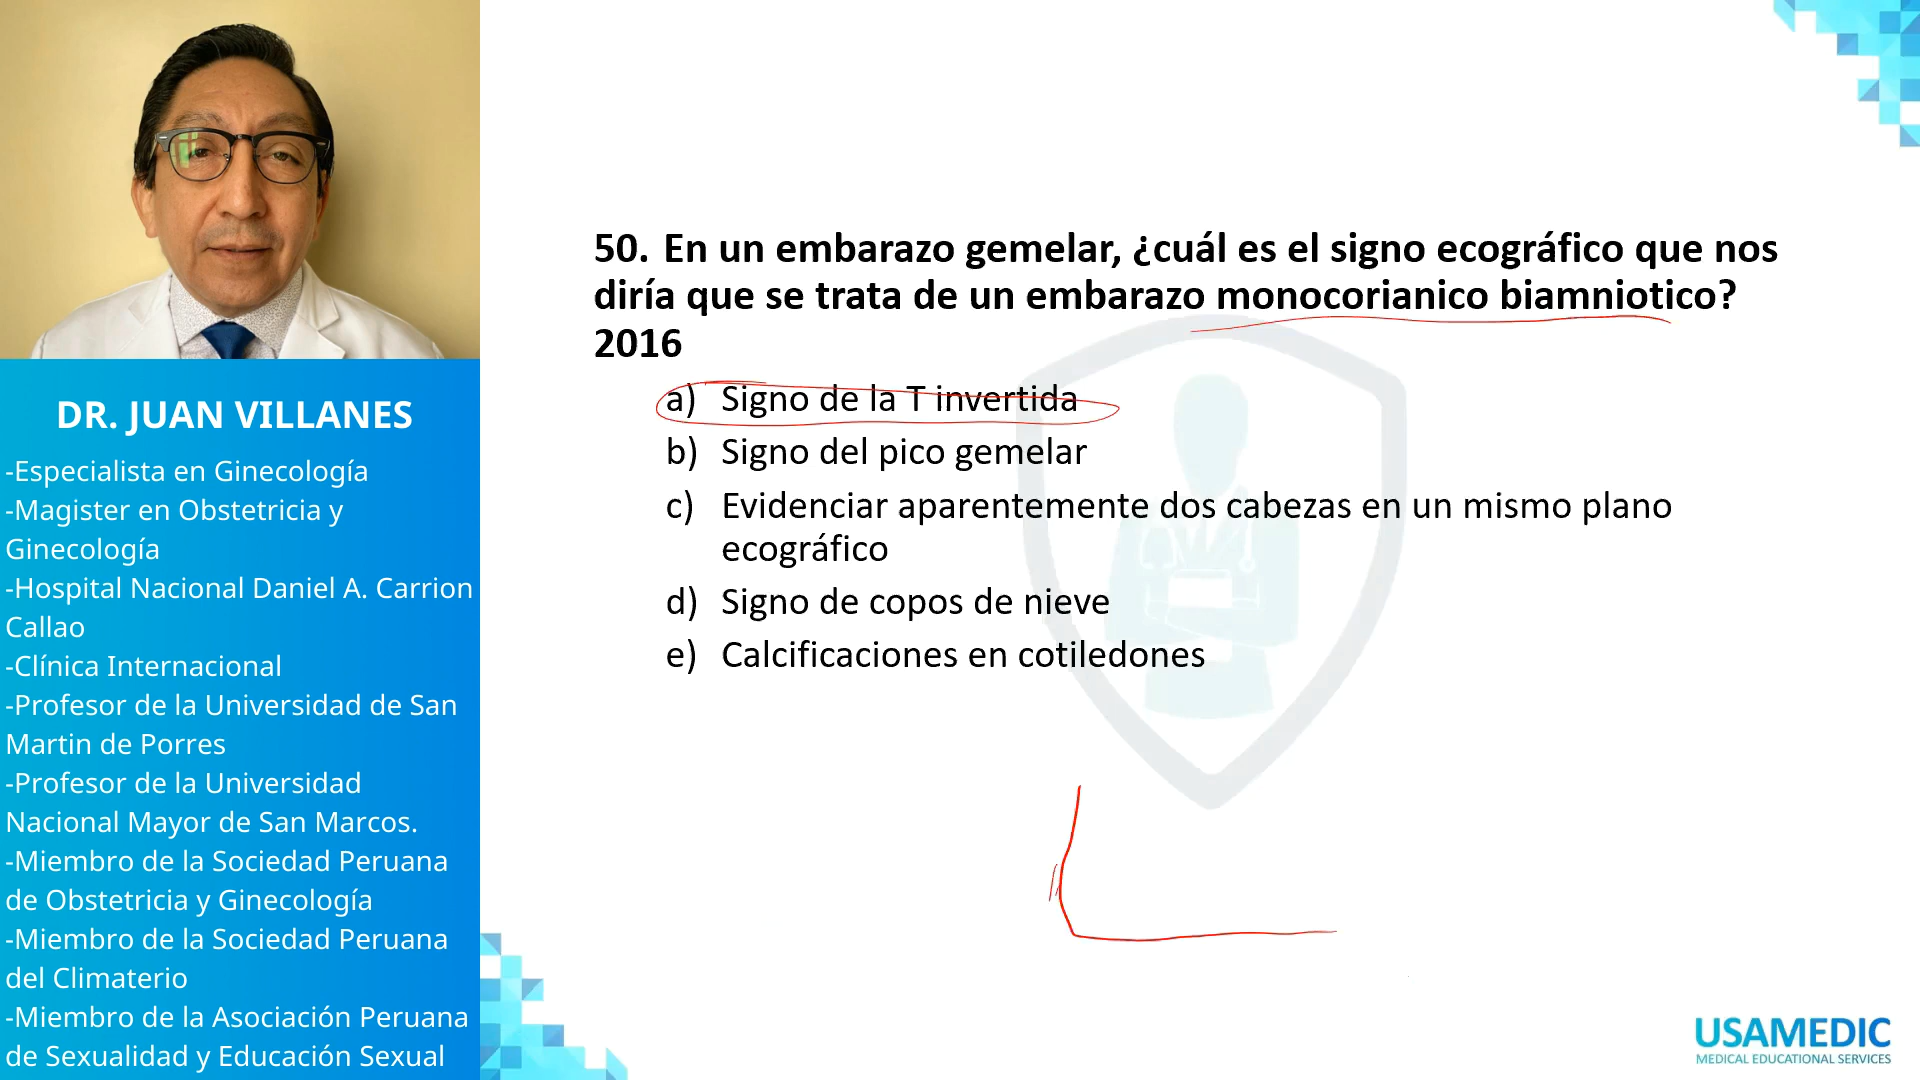 DR. JUAN VILLANES
-Especialista en Ginecología
-Magister en Obstetricia y
Ginecología
-Hospital Nacional Daniel A. Carrion
Callao
-Clínica Internacional
-Profesor de la Universidad de San
Martin de Porres
-Profesor de la Universidad
Nacional Mayor de San Marcos.
-Miembro de la Sociedad Peruana
de Obstetricia y Ginecología
-Miembro de la Sociedad Peruana
del Climaterio
-Miembro de la Asociación Peruana
de Sexualidad y Educación Sexual
50. En un embarazo gemelar, ¿cuál es el signo ecográfico que nos
diría que se trata de un embarazo monocorianico biamniotico?
2016
a) Signo de la T invertida
b) Signo del pico gemelar
c) Evidenciar aparentemente dos cabezas en un mismo plano
ecográfico
d) Signo de copos de nieve
e) Calcificaciones en cotiledones
USAMEDIC
MEDICAL EDUCATIONAL SERVICES